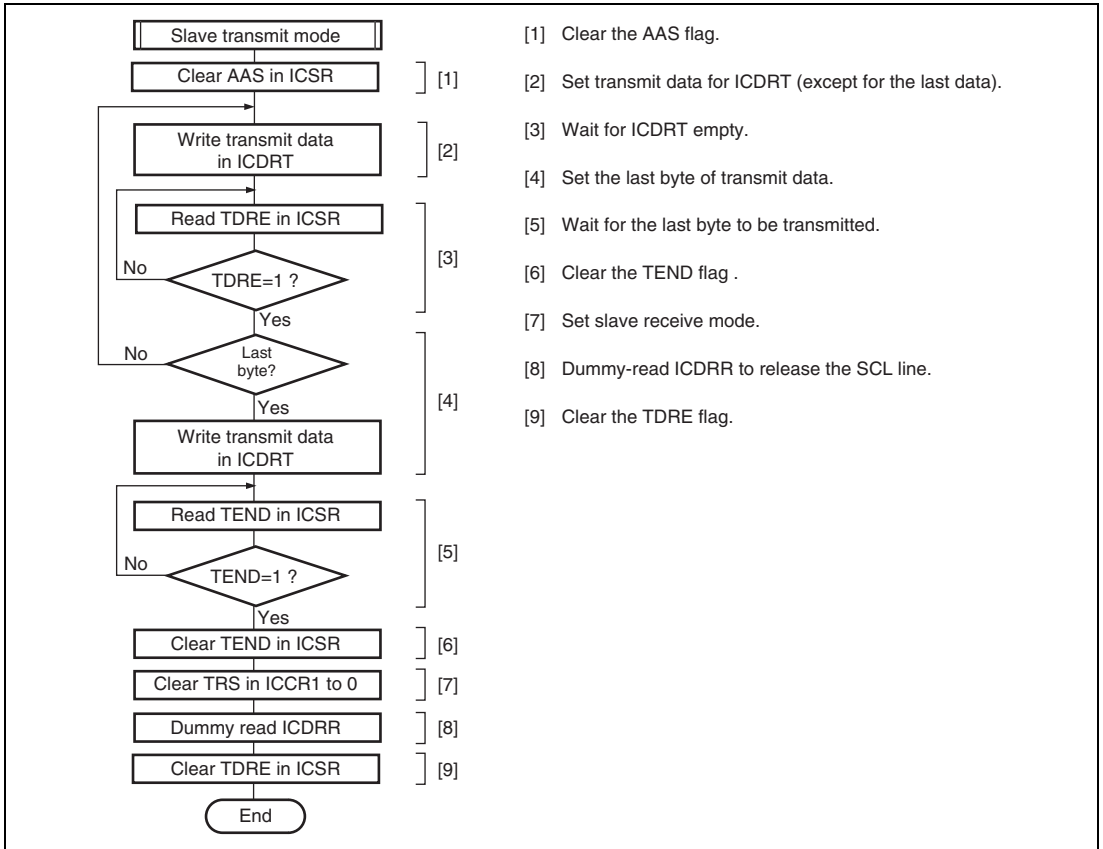 Slave transmit mode
Clear AAS in ICSR
[1]
Write transmit data
in ICDRT
[2]
Read TDRE in ICSR
No
TDRE=1 ?
[3]
Yes
No
Last
byte?
Yes
[4]
Write transmit data
in ICDRT
Read TEND in ICSR
No
TEND=1 ?
[5]
Yes
Clear TEND in ICSR
[6]
Clear TRS in ICCR1 to 0
[7]
Dummy read ICDRR
[8]
Clear TDRE in ICSR
[9]
End
[1] Clear the AAS flag.
[2] Set transmit data for ICDRT (except for the last data).
[3] Wait for ICDRT empty.
[4] Set the last byte of transmit data.
[5] Wait for the last byte to be transmitted.
[6] Clear the TEND flag .
[7] Set slave receive mode.
[8] Dummy-read ICDRR to release the SCL line.
[9] Clear the TDRE flag.